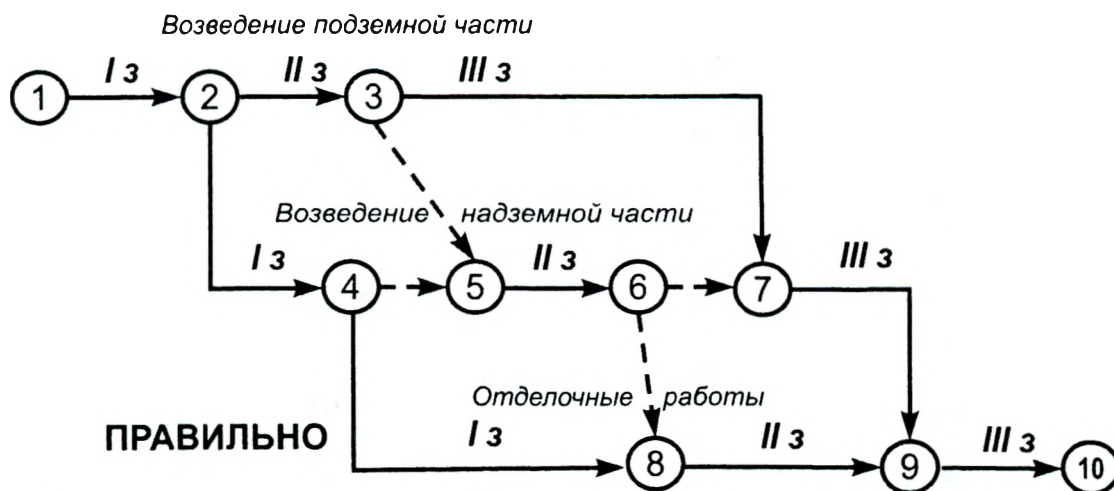 Возведение подземной части
I з II з III з
1 2 3
Возведение надземной части
I з II з III з
4 5 6 7
Отделочные работы
ПРАВИЛЬНО I з II з III з
8 9 10